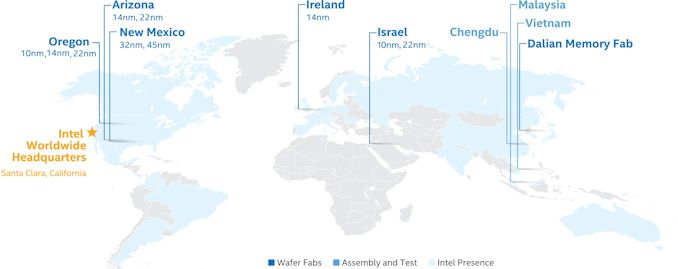 Arizona
14nm, 22nm
New Mexico
32nm, 45nm
Oregon
10nm,14nm, 22nm
Ireland
14nm
Israel
10nm, 22nm
Malaysia
Vietnam
Chengdu
Dalian Memory Fab
Intel
Worldwide
Headquarters
Santa Clara, California
Wafer Fabs
Assembly and Test
Intel Presence